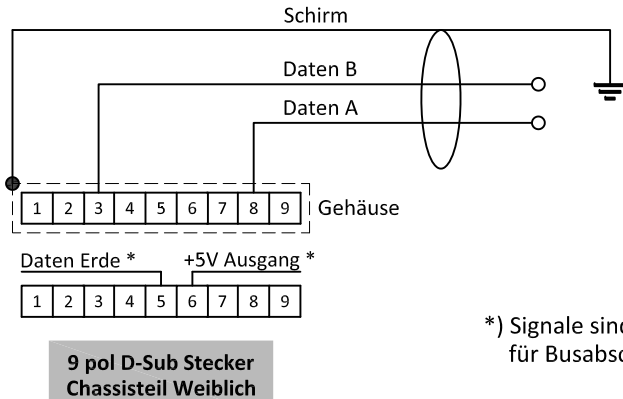 Schirm
Daten B
Daten A
1 2 3 4 5 6 7 8 9 Gehäuse
Daten Erde * +5V Ausgang *
1 2 3 4 5 6 7 8 9
*) Signale sind
für Busabsc
9 pol D-Sub Stecker
Chassisteil Weiblich